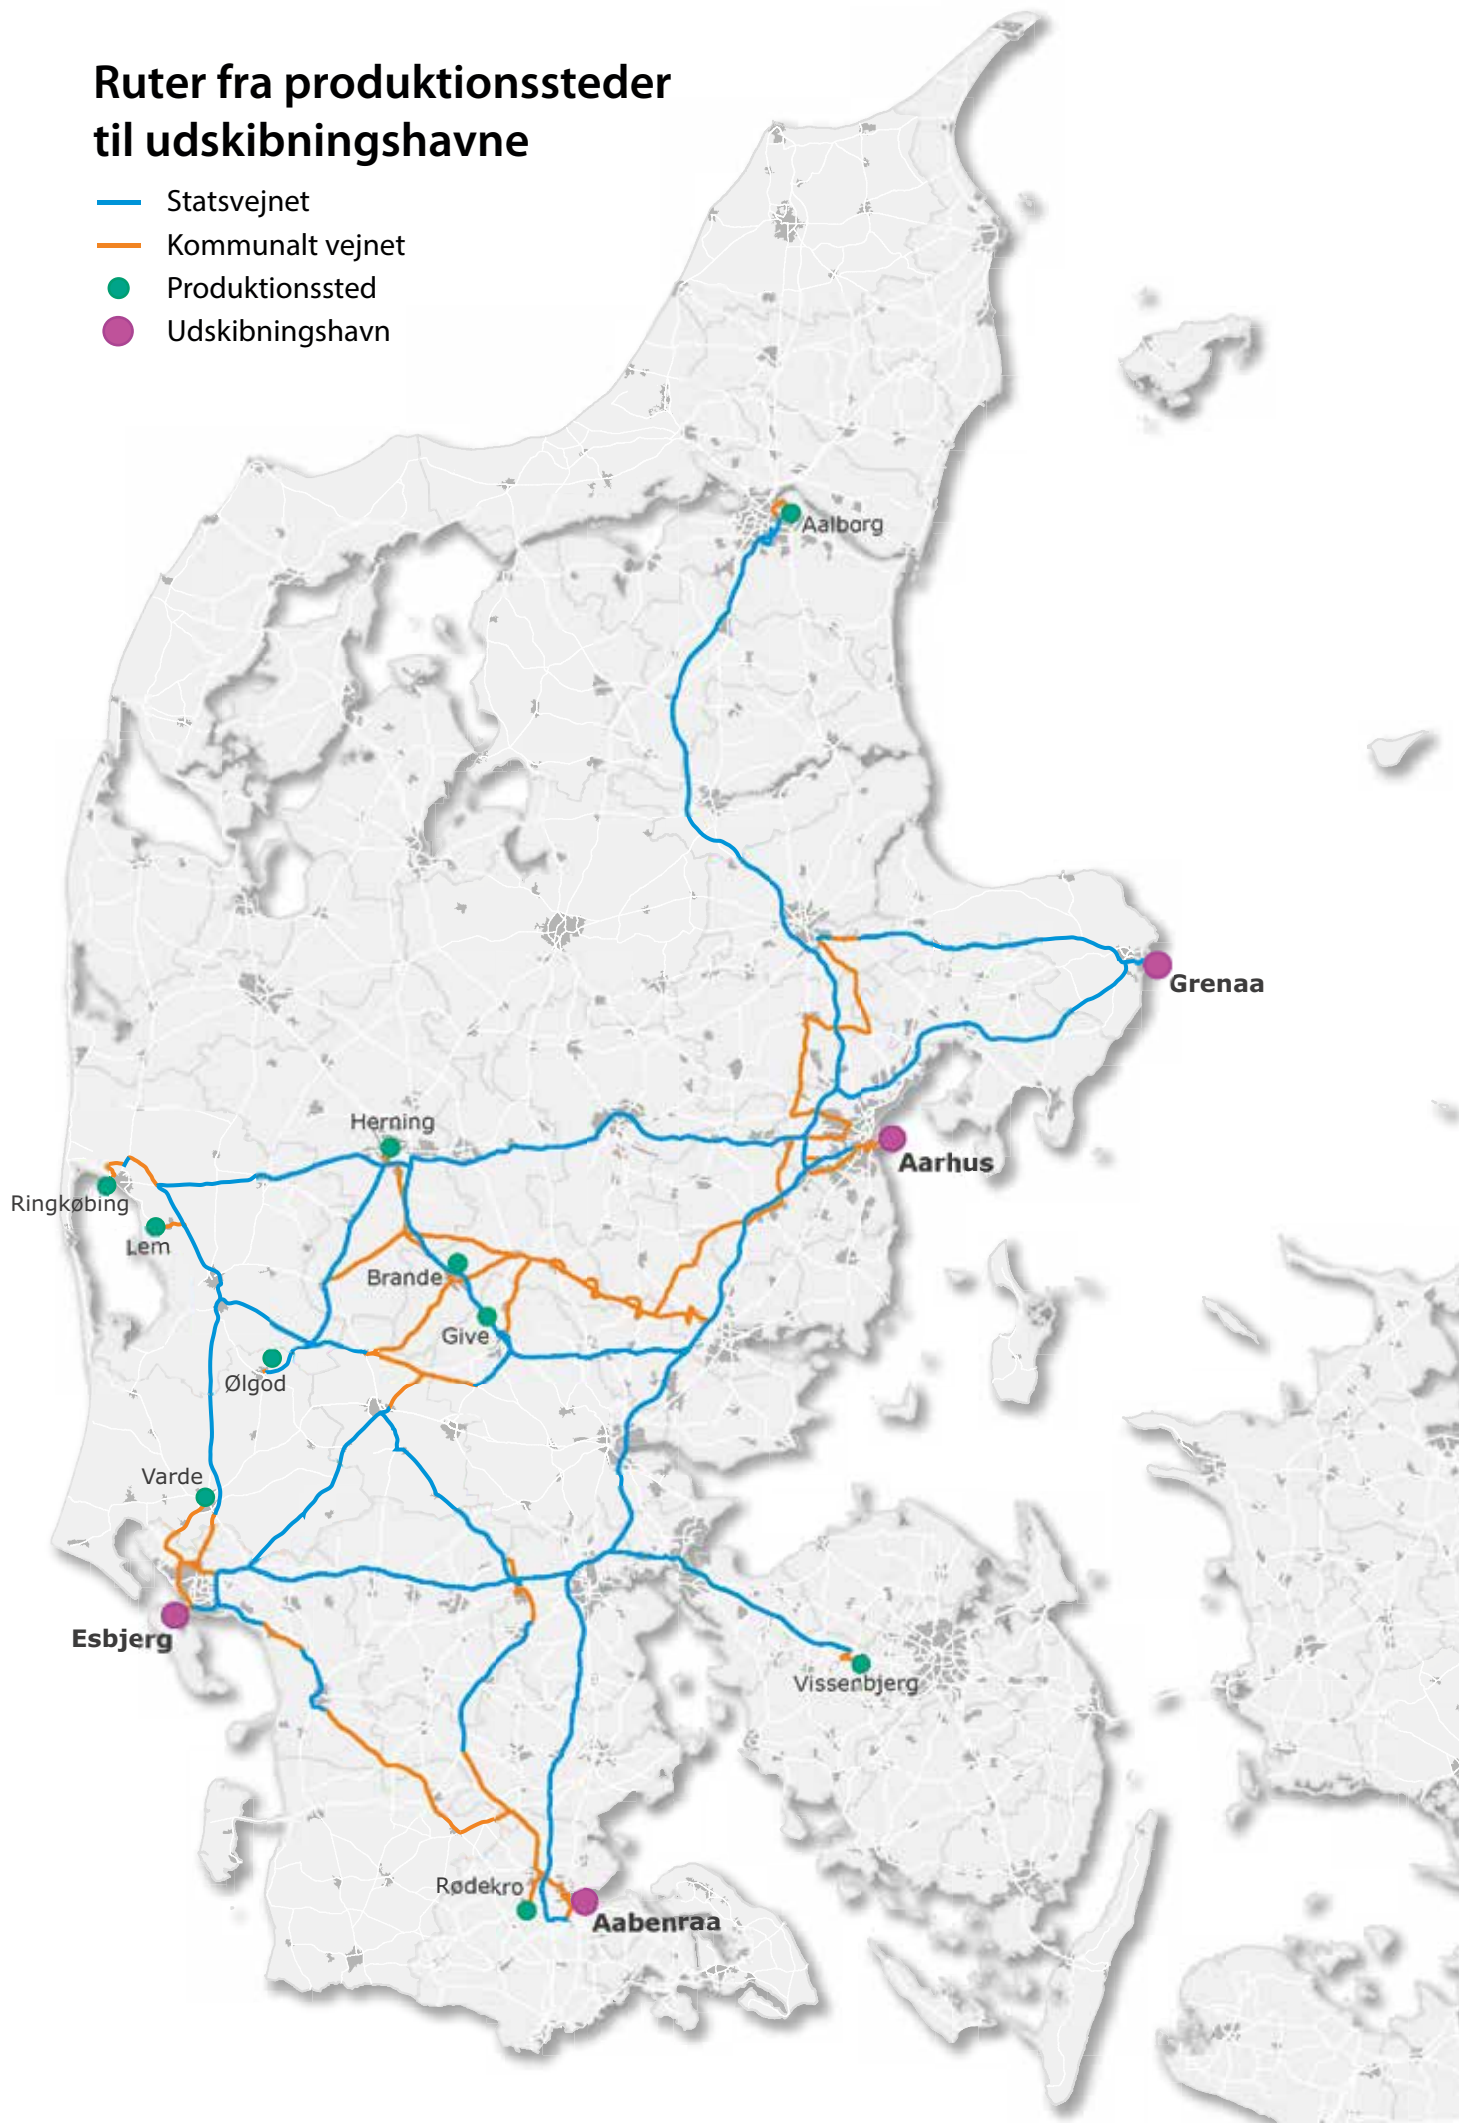 Ruter fra produktionssteder
til udskibningshavne
Statsvejnet
Kommunalt vejnet
Produktionssted
Udskibningshavn
Aalborg
Grenaa
Herning
Aarhus
Ringkøbing
Lem
Brande
Give
Ølgod
Varde
Esbjerg
Vissenbjerg
Rødekro
Aabenraa